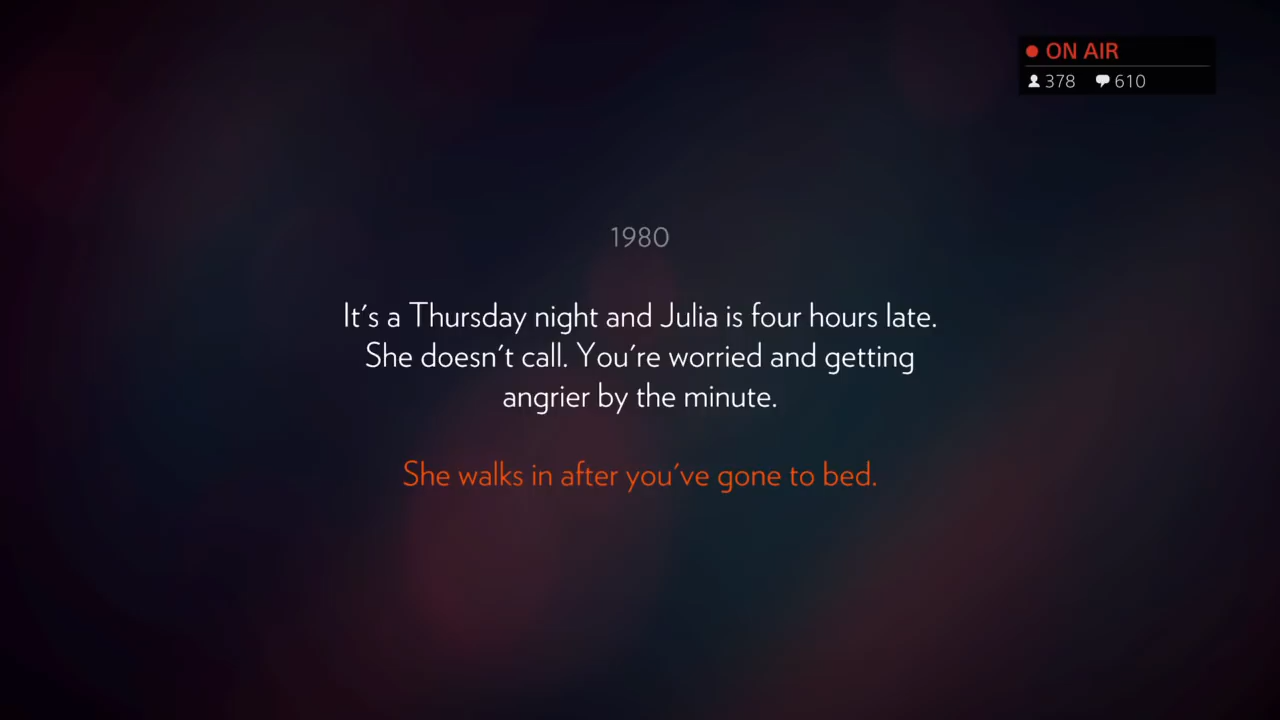 ON AIR
378 610
1980
It's a Thursday night and Julia is four hours late.
She doesn't call. You're worried and getting
angrier by the minute.
She walks in after you've gone to bed.